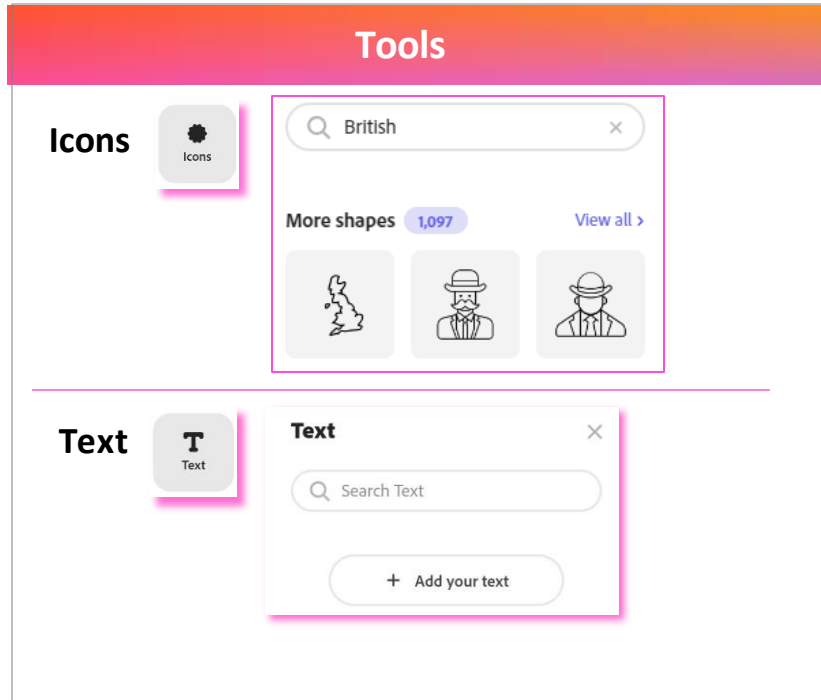 Tools
Icons
Icons
British
More shapes 1,097 View all >
Text
T
Text
Text
Search Text
+ Add your text